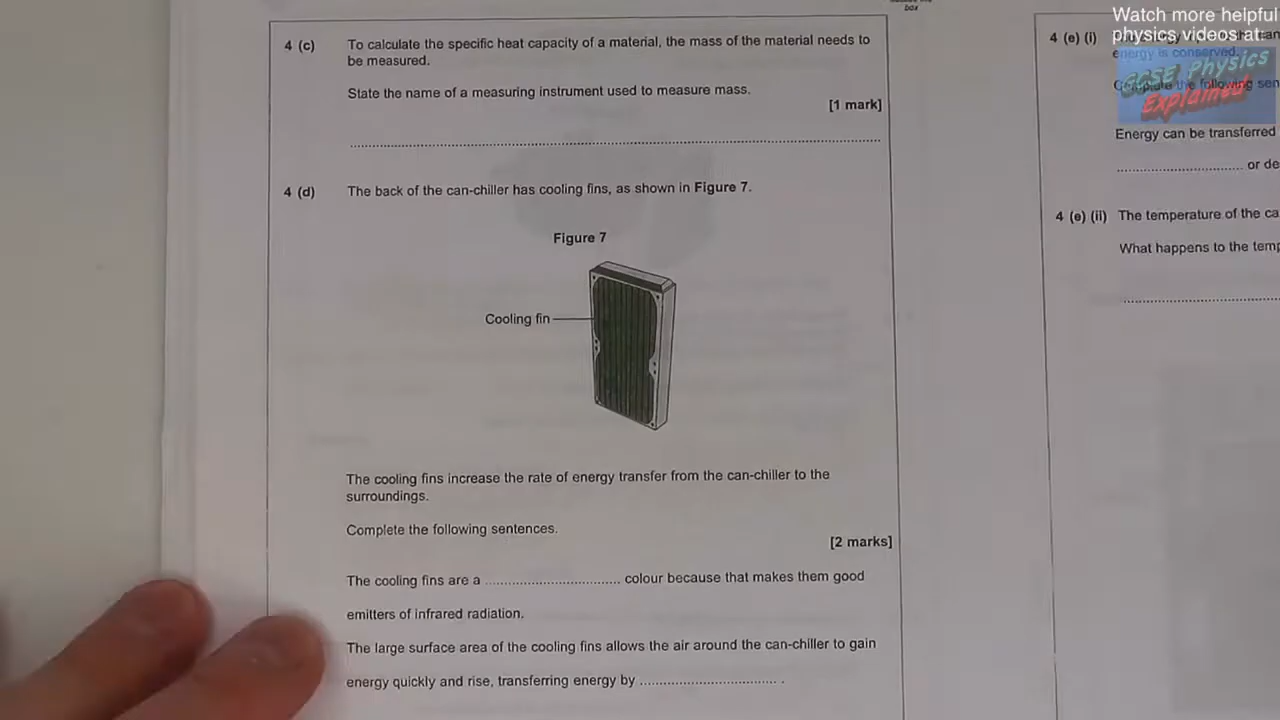 Watch more helpful
physics videos at:
GCSE Physics
Explained
box
4 (c) To calculate the specific heat capacity of a material, the mass of the material needs to
be measured.
State the name of a measuring instrument used to measure mass.
[1 mark]
4 (d) The back of the can-chiller has cooling fins, as shown in Figure 7.
Figure 7
Cooling fin
The cooling fins increase the rate of energy transfer from the can-chiller to the
surroundings.
Complete the following sentences.
[2 marks]
The cooling fins are a .................................. colour because that makes them good
emitters of infrared radiation.
The large surface area of the cooling fins allows the air around the can-chiller to gain
energy quickly and rise, transferring energy by .................................. .
4 (e) (i)
energy is conserved.
the following
Energy can be transferred
.............................. or
4 (e) (ii) The temperature of the
What happens to the